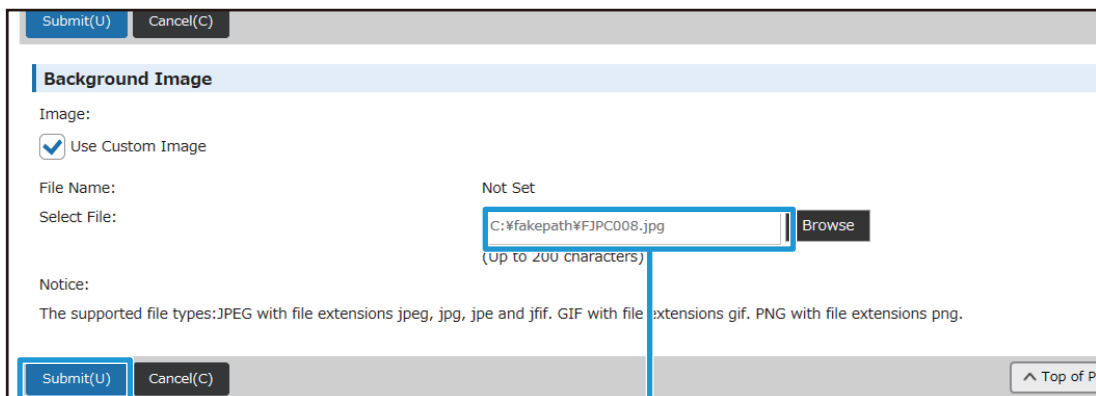 Submit(U) Cancel(C)
Background Image
Image:
Use Custom Image
File Name: Not Set
Select File: C:¥fakepath¥FJPC008.jpg Browse
(Up to 200 characters)
Notice:
The supported file types:JPEG with file extensions jpeg, jpg, jpe and jfif. GIF with file extensions gif. PNG with file extensions png.
Submit(U) Cancel(C) Top of P